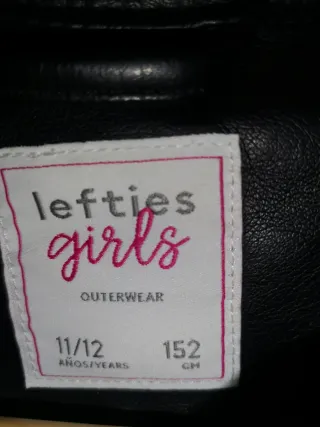 lefties
girls
OUTERWEAR
11/12 152
AÑOS/YEARS CM